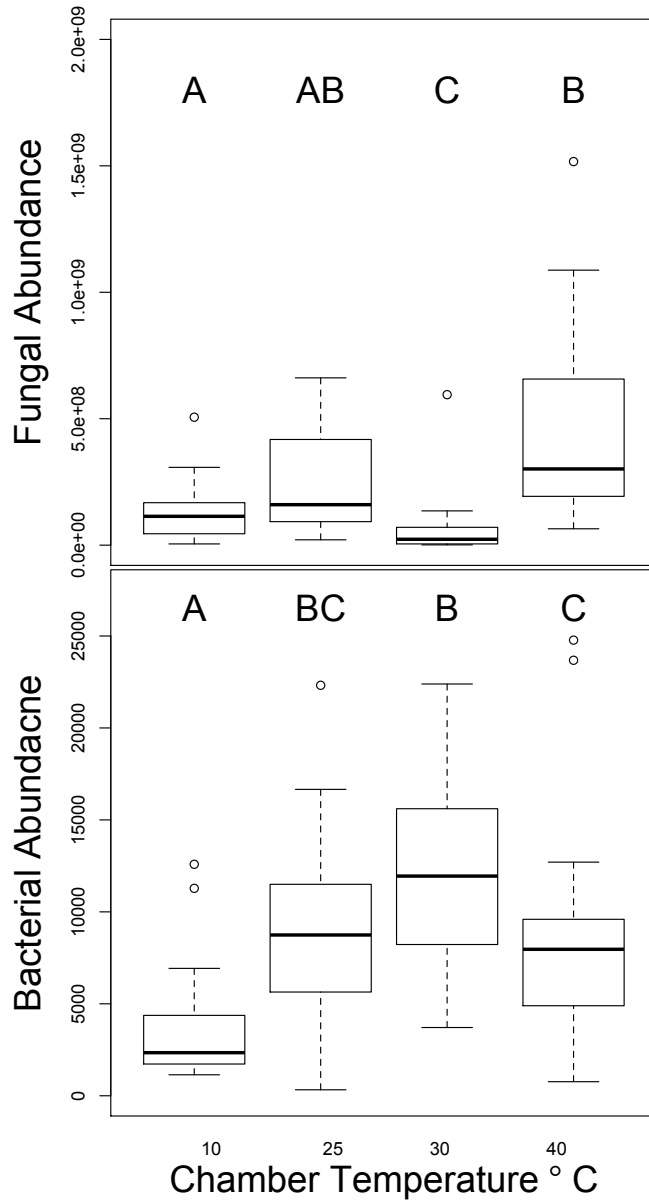 Fungal Abundance
2.0e+09
1.5e+09
1.0e+09
5.0e+08
0.0e+00
A AB C B
Bacterial Abundacne
25000
20000
15000
10000
5000
0
A BC B C
10 25 30 40
Chamber Temperature ° C